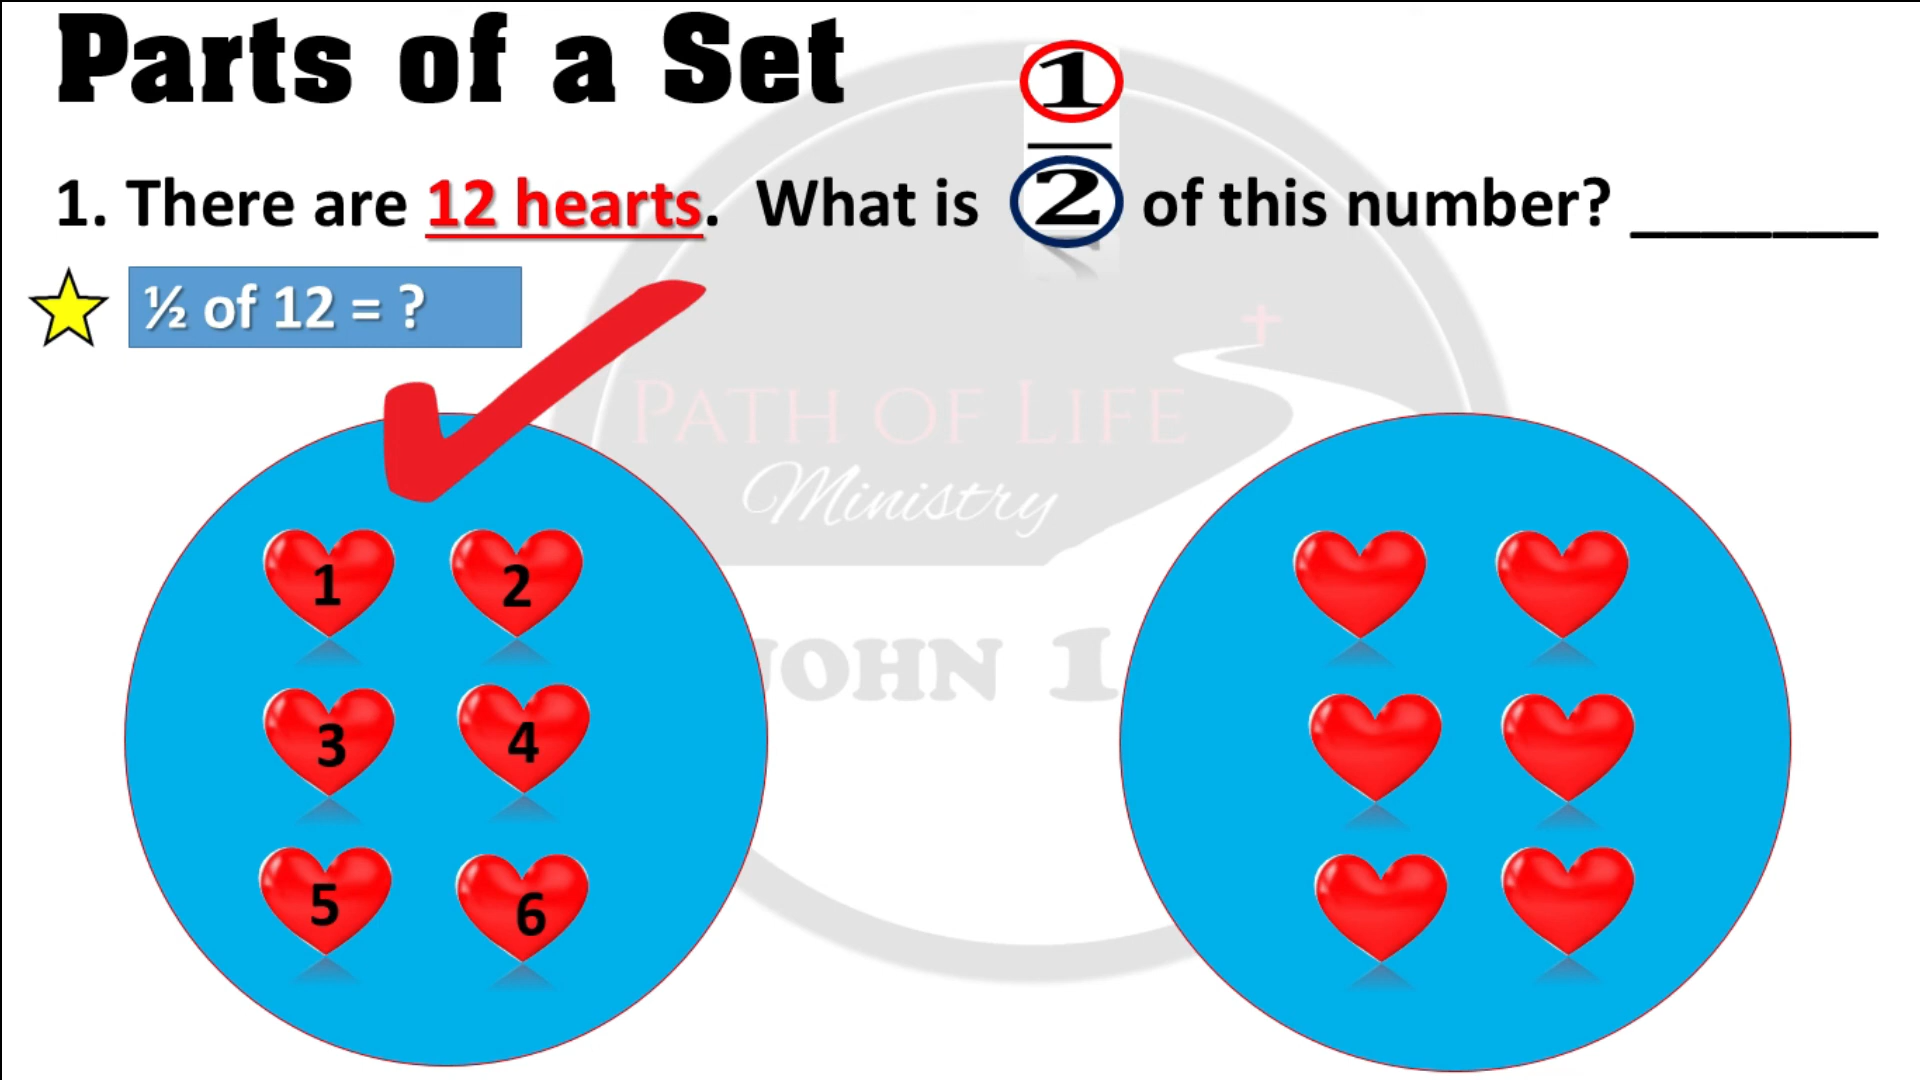 Parts of a Set
1. There are 12 hearts. What is 1/2 of this number? _______
½ of 12 = ?
PATH OF LIFE
Ministry
JOHN 1
1 2
3 4
5 6